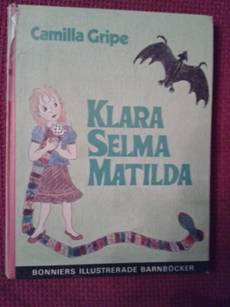 Camilla Gripe
KLARA
SELMA
MATILDA
BONNIERS ILLUSTRERADE BARNBÖCKER